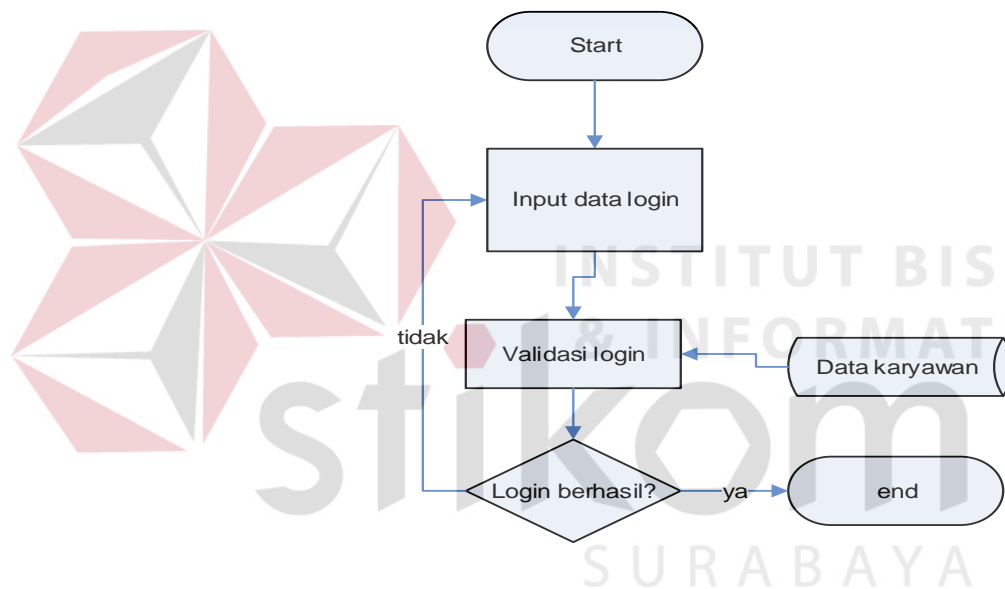 Start
Input data login
INSTITUT BIS
& INFORMAT
tidak
Validasi login
Data karyawan
stikom
Login berhasil?
ya
end
SURABAYA